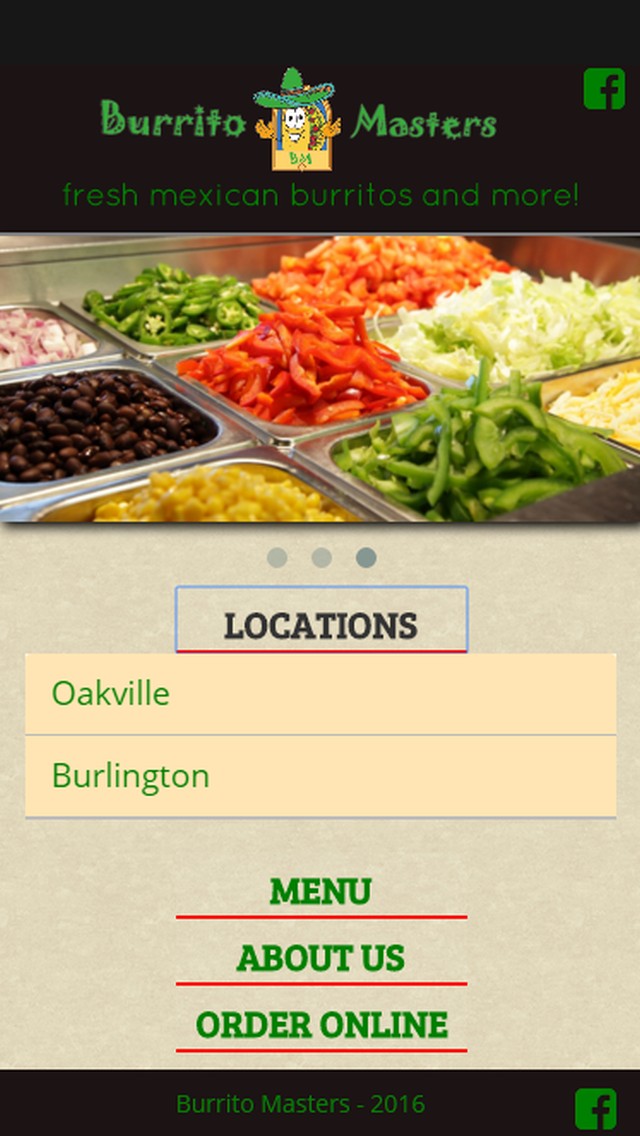 Burrito Masters
BM
fresh mexican burritos and more!
LOCATIONS
Oakville
Burlington
MENU
ABOUT US
ORDER ONLINE
Burrito Masters - 2016